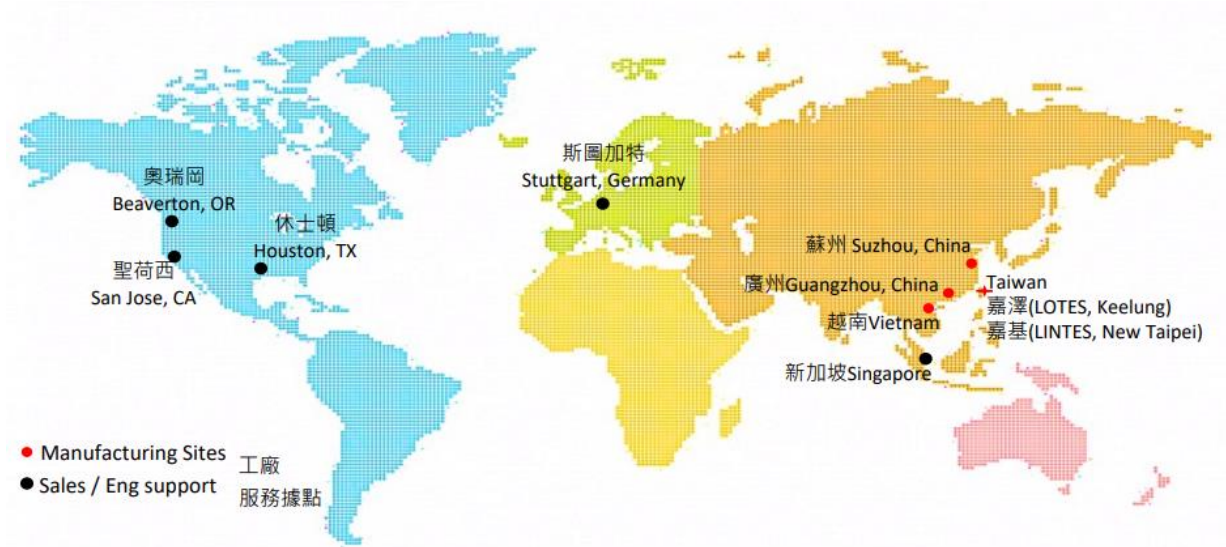 奧瑞岡
Beaverton, OR
休士頓
Houston, TX
聖荷西
San Jose, CA
斯圖加特
Stuttgart, Germany
蘇州 Suzhou, China
廣州Guangzhou, China
Taiwan
嘉澤(LOTES, Keelung)
嘉基(LINTES, New Taipei)
越南Vietnam
新加坡Singapore
Manufacturing Sites 工廠
Sales / Eng support 服務據點